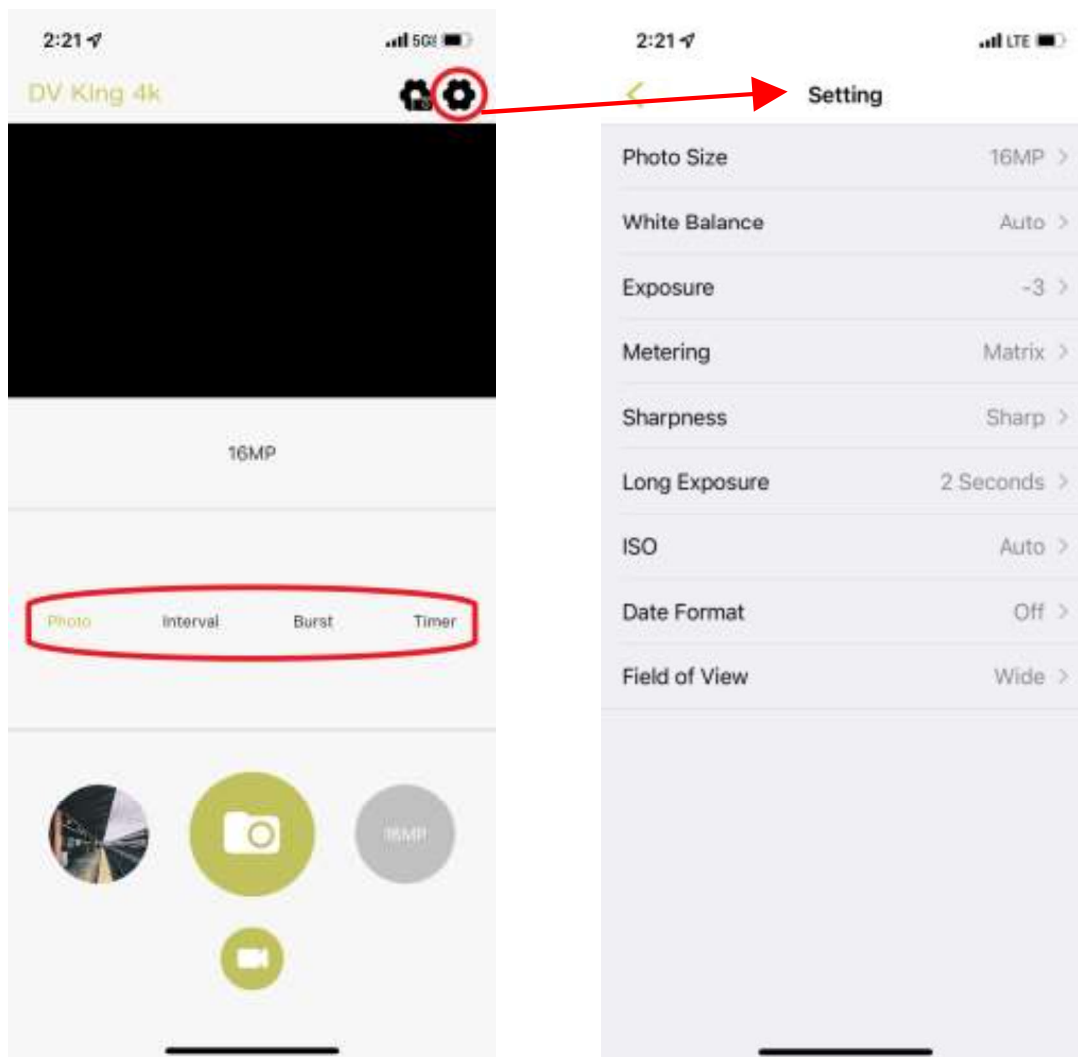 2:21
5G
DV King 4k
16MP
Photo Interval Burst Timer
16MP
2:21
LTE
Setting
Photo Size 16MP
White Balance Auto
Exposure -3
Metering Matrix
Sharpness Sharp
Long Exposure 2 Seconds
ISO Auto
Date Format Off
Field of View Wide